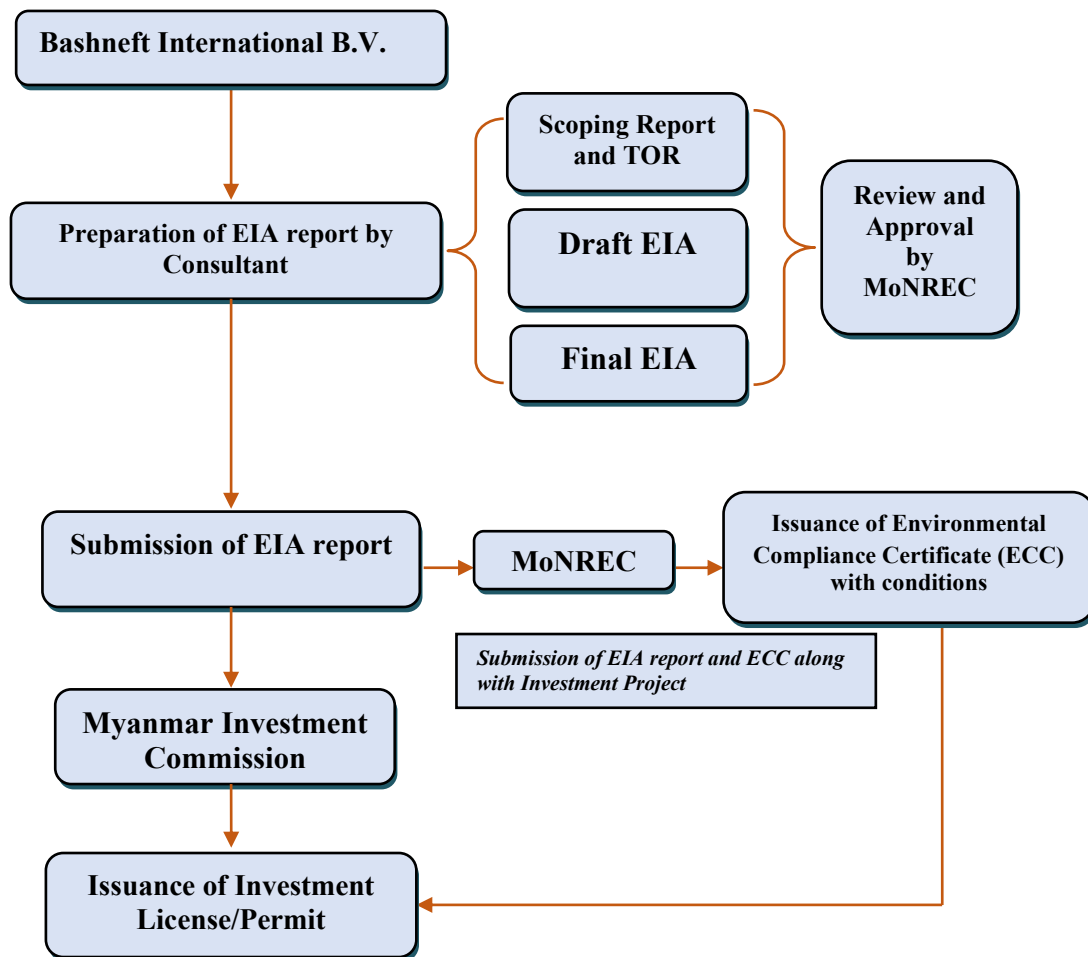 Bashneft International B.V.
Scoping Report
and TOR
Preparation of EIA report by
Consultant
Draft EIA
Final EIA
Review and
Approval
by
MoNREC
Submission of EIA report
MoNREC
Issuance of Environmental
Compliance Certificate (ECC)
with conditions
Submission of EIA report and ECC along
with Investment Project
Myanmar Investment
Commission
Issuance of Investment
License/Permit